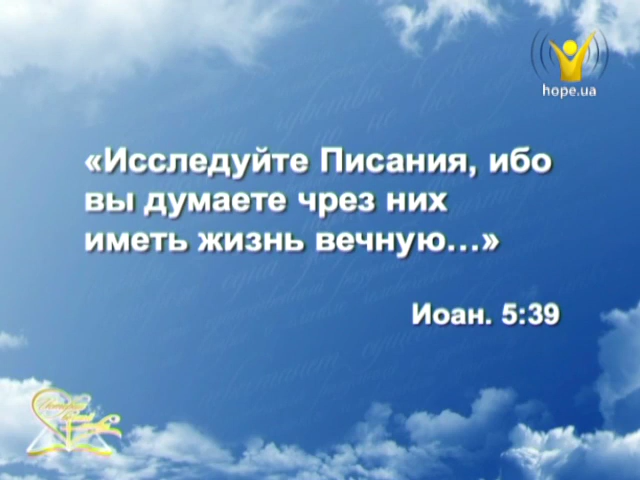 hope.ua
«Исследуйте Писания, ибо
вы думаете чрез них
иметь жизнь вечную...»
Иоан. 5:39